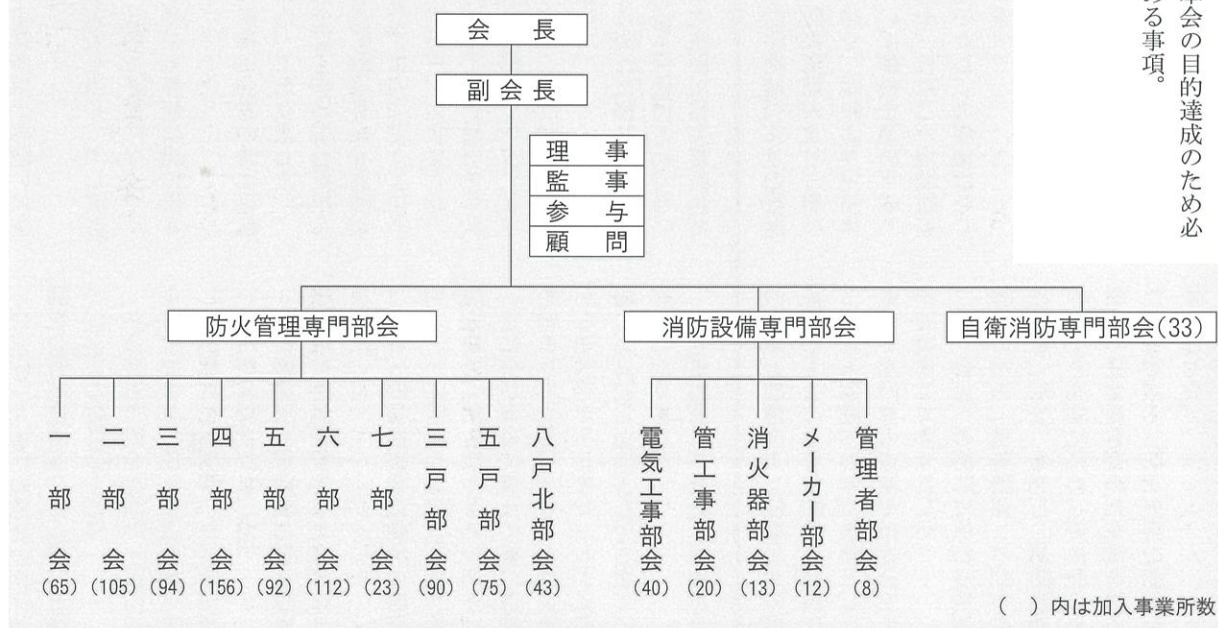 会の目的達成のため必
る事項。
会長
副会長
理事
監事
参与
顧問
防火管理専門部会
消防設備専門部会
自衛消防専門部会(33)
一部会(65)
二部会(105)
三部会(94)
四部会(156)
五部会(92)
六部会(112)
七部会(23)
三戸部会(90)
五戸部会(75)
八戸北部会(43)
電気工事部会(40)
管工事部会(20)
消火器部会(13)
メーカー部会(12)
管理者部会(8)
( )内は加入事業所数